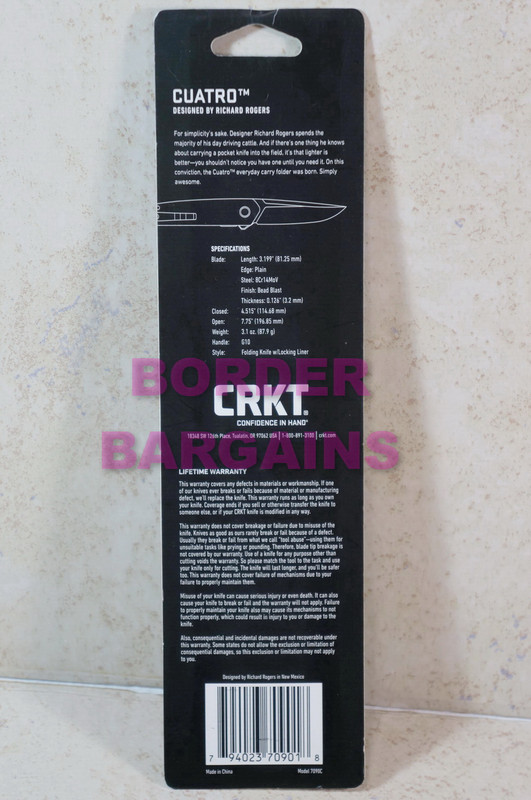 CUATRO™
DESIGNED BY RICHARD ROGERS
For simplicity's sake. Designer Richard Rogers spends the
majority of his day driving cattle. And if there's one thing he knows
about carrying a pocket knife into the field, it's that lighter is
better—you shouldn't notice you have one until you need it. On this
conviction, the Cuatro™ everyday carry folder was born. Simply
awesome.
SPECIFICATIONS
Blade: Length: 3.199" (81.25 mm)
Edge: Plain
Steel: 8Cr14MoV
Finish: Bead Blast
Thickness: 0.126" (3.2 mm)
Closed: 4.515" (114.68 mm)
Open: 7.75" (196.85 mm)
Weight: 3.1 oz. (87.9 g)
Handle: G10
Style: Folding Knife w/Locking Liner
BORDER
CRKT®
CONFIDENCE IN HAND®
18348 SW 126th Place, Tualatin, OR 97062 USA | 1-800-891-3100 | crkt.com
BARGAINS
LIFETIME WARRANTY
This warranty covers any defects in materials or workmanship. If one
of our knives ever breaks or fails because of material or manufacturing
defect, we'll replace the knife. This warranty runs as long as you own
your knife. Coverage ends if you sell or otherwise transfer the knife to
someone else, or if your CRKT knife is modified in any way.
This warranty does not cover breakage or failure due to misuse of the
knife. Knives as good as ours rarely break or fail because of a defect.
Usually they break or fail from what we call "tool abuse"—using them for
unsuitable tasks like prying or pounding. Therefore, blade tip breakage is
not covered by our warranty. Use of a knife for any purpose other than
cutting voids the warranty. So please match the tool to the task and use
your knife only for cutting. The knife will last longer, and you'll be safer
too. This warranty does not cover failure of mechanisms due to your
failure to properly maintain them.
Misuse of your knife can cause serious injury or even death. It can also
cause your knife to break or fail and the warranty will not apply. Failure
to properly maintain your knife also may cause its mechanisms to not
function properly, which could result in injury to you or damage to the
knife.
Also, consequential and incidental damages are not recoverable under
this warranty. Some states do not allow the exclusion or limitation of
consequential damages, so this exclusion or limitation may not apply
to you.
Designed by Richard Rogers in New Mexico
7 94023 70901 8
Made in China Model: 7090C